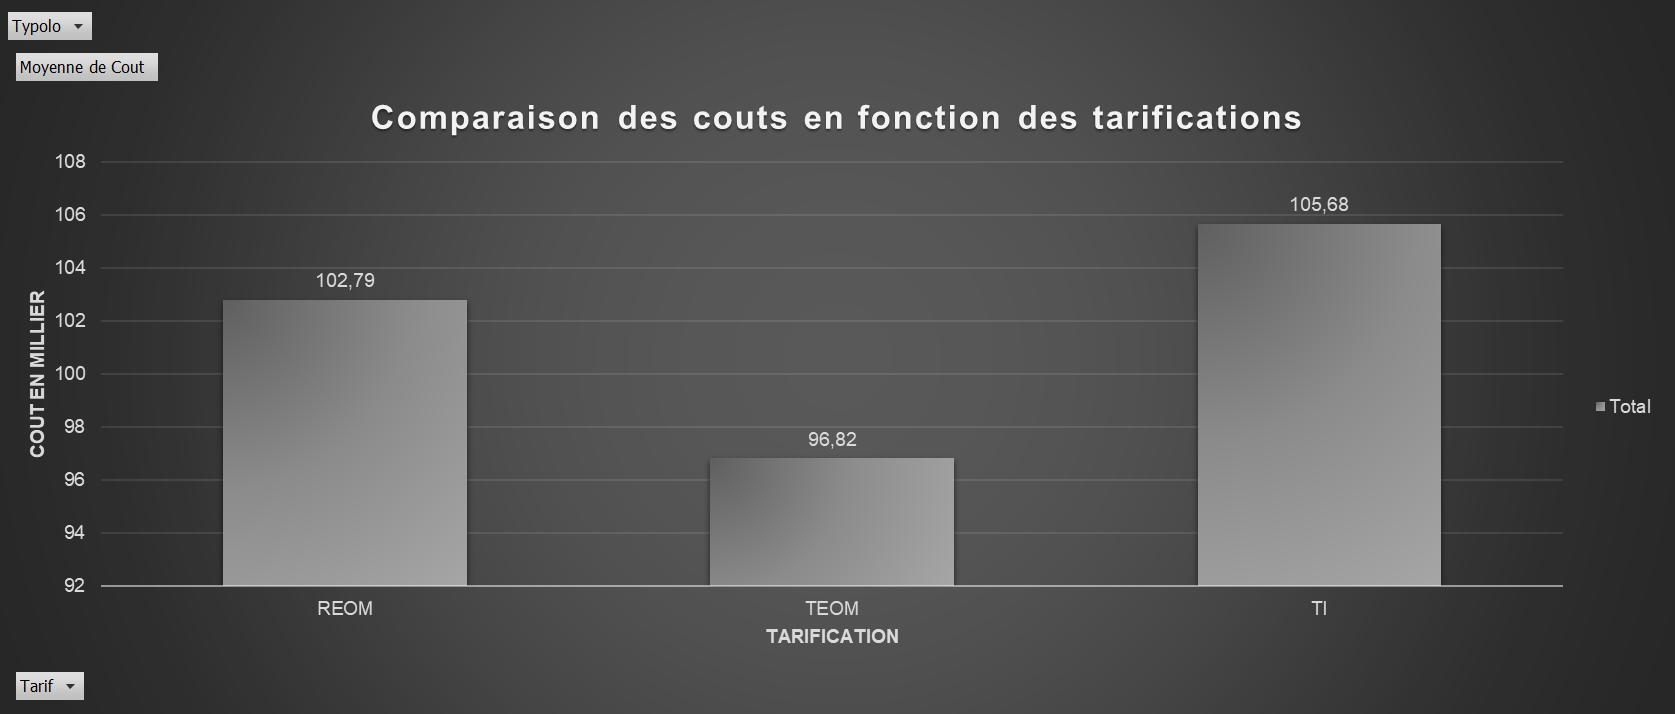 Typolo
Moyenne de Cout
Comparaison des couts en fonction des tarifications
108
106
104
102
100
98
96
94
92
COUT EN MILLIER
102,79
96,82
105,68
REOM
TEOM
TI
TARIFICATION
Total
Tarif